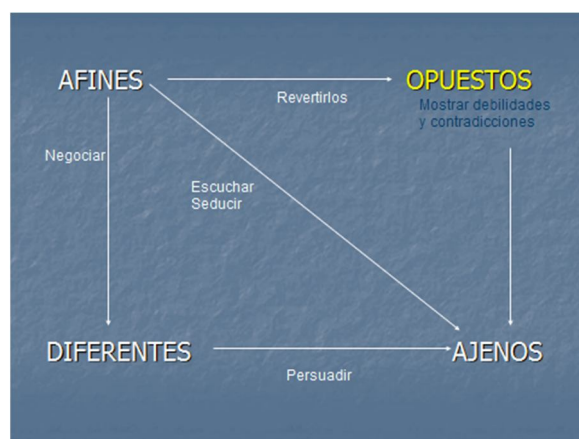 AFINES
OPUESTOS
Revertirlos
Mostrar debilidades
y contradicciones
Negociar
Escuchar
Seducir
DIFERENTES
AJENOS
Persuadir